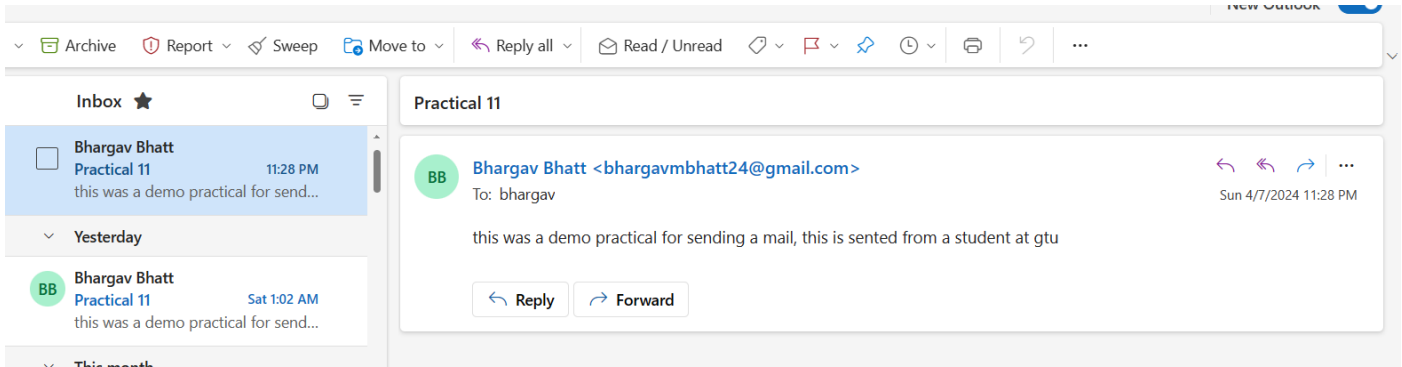 New Outlook
Archive Report Sweep Move to Reply all Read / Unread
Inbox
Bhargav Bhatt
Practical 11 11:28 PM
this was a demo practical for send...
Yesterday
BB
Bhargav Bhatt
Practical 11 Sat 1:02 AM
this was a demo practical for send...
This month
Practical 11
BB
Bhargav Bhatt <bhargavmbhatt24@gmail.com>
To: bhargav
Sun 4/7/2024 11:28 PM
this was a demo practical for sending a mail, this is sented from a student at gtu
Reply Forward